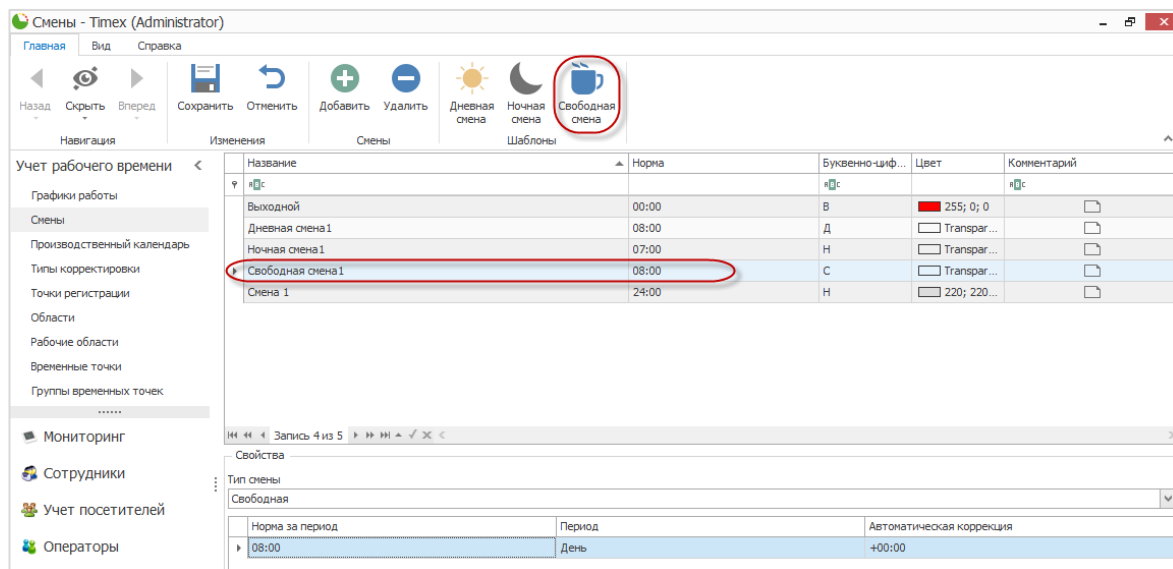 Смены - Timex (Administrator)
Главная Вид Справка
Назад Скрыть Вперед Сохранить Отменить Добавить Удалить Дневная смена Ночная смена Свободная смена
Навигация Изменения Смены Шаблоны
Учет рабочего времени
Графики работы
Смены
Производственный календарь
Типы корректировки
Точки регистрации
Области
Рабочие области
Временные точки
Группы временных точек
Мониторинг
Сотрудники
Учет посетителей
Операторы
Название Норма Буквенно-циф... Цвет Комментарий
Выходной 00:00 В 255; 0; 0
Дневная смена1 08:00 Д Transpar...
Ночная смена1 07:00 Н Transpar...
Свободная смена1 08:00 С Transpar...
Смена 1 24:00 Н 220; 220...
Запись 4 из 5
Свойства
Тип смены
Свободная
Норма за период Период Автоматическая коррекция
08:00 День +00:00